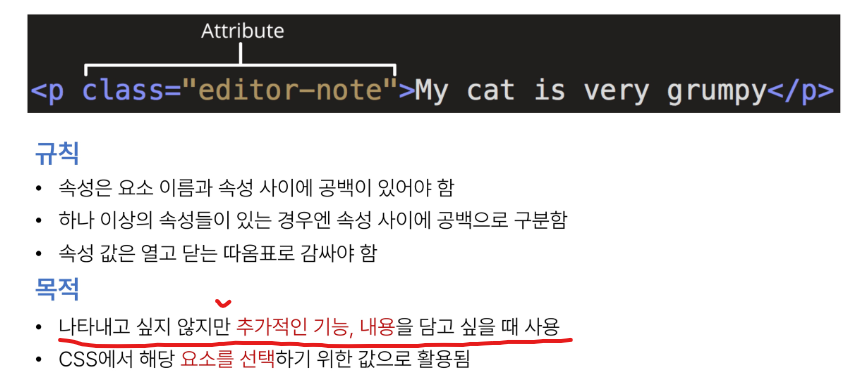 Attribute
<p class="editor-note">My cat is very grumpy</p>
규칙
• 속성은 요소 이름과 속성 사이에 공백이 있어야 함
• 하나 이상의 속성들이 있는 경우엔 속성 사이에 공백으로 구분함
• 속성 값은 열고 닫는 따옴표로 감싸야 함
목적
• 나타내고 싶지 않지만 추가적인 기능, 내용을 담고 싶을 때 사용
• CSS에서 해당 요소를 선택하기 위한 값으로 활용됨